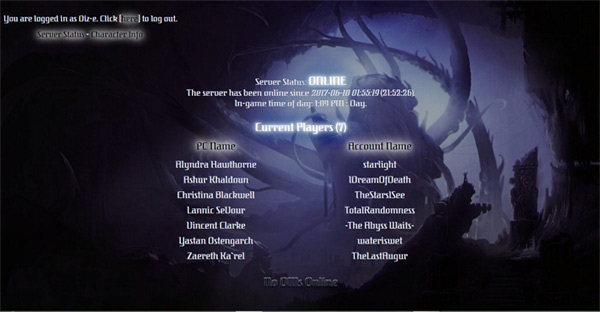 You are logged in as Oiz-e. Click [here] to log out.
Server Status • Character Info
Server Status: ONLINE
The server has been online since 2017-06-10 01:55:19 (21:52:26).
In-game time of day: 1:09 PM : Day.
Current Players (7)
PC Name Account Name
Alyndra Hawthorne starlight
Ashur Khaldoun IDreamOfDeath
Christina Blackwell TheStarsISee
Lannic SelJour TotalRandomness
Vincent Clarke -The Abyss Waits-
Yastan Ostengarch wateriswet
Zaereth Ka`rel TheLastAugur
No GMs Online